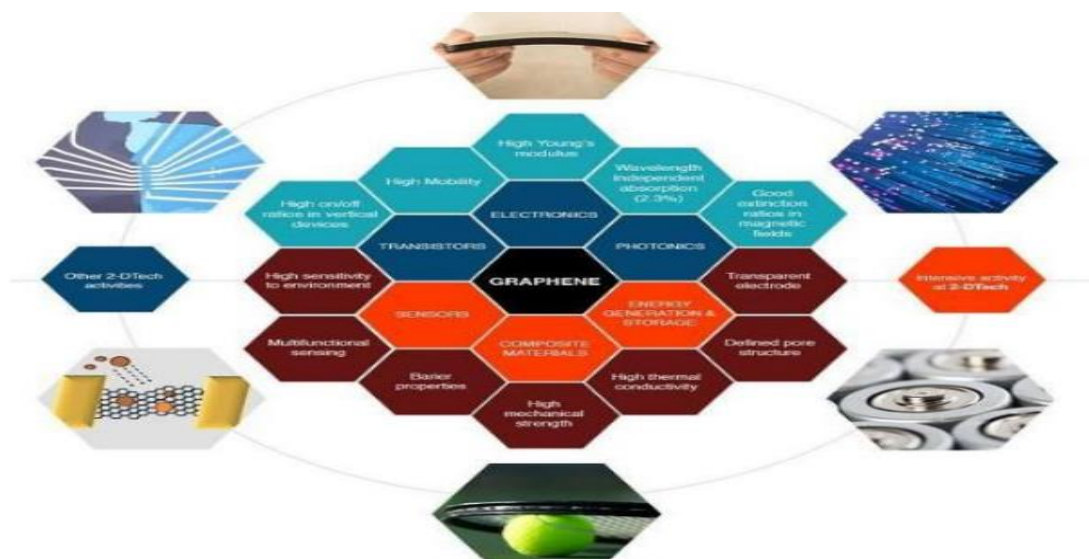 High Young's
modulus
High Mobility
Wavelength
independent
absorption
(2.3%)
High on/off
ratios in vertical
devices
ELECTRONICS
Good
extinction
ratios in
magnetic
fields
TRANSISTORS
PHOTONICS
Other 2-DTech
activities
High sensitivity
to environment
GRAPHENE
Transparent
electrode
Intensive activity
at 2-DTech
SENSORS
ENERGY
GENERATION &
STORAGE
Multifunctional
sensing
COMPOSITE
MATERIALS
Defined pore
structure
Barier
properties
High thermal
conductivity
High
mechanical
strength